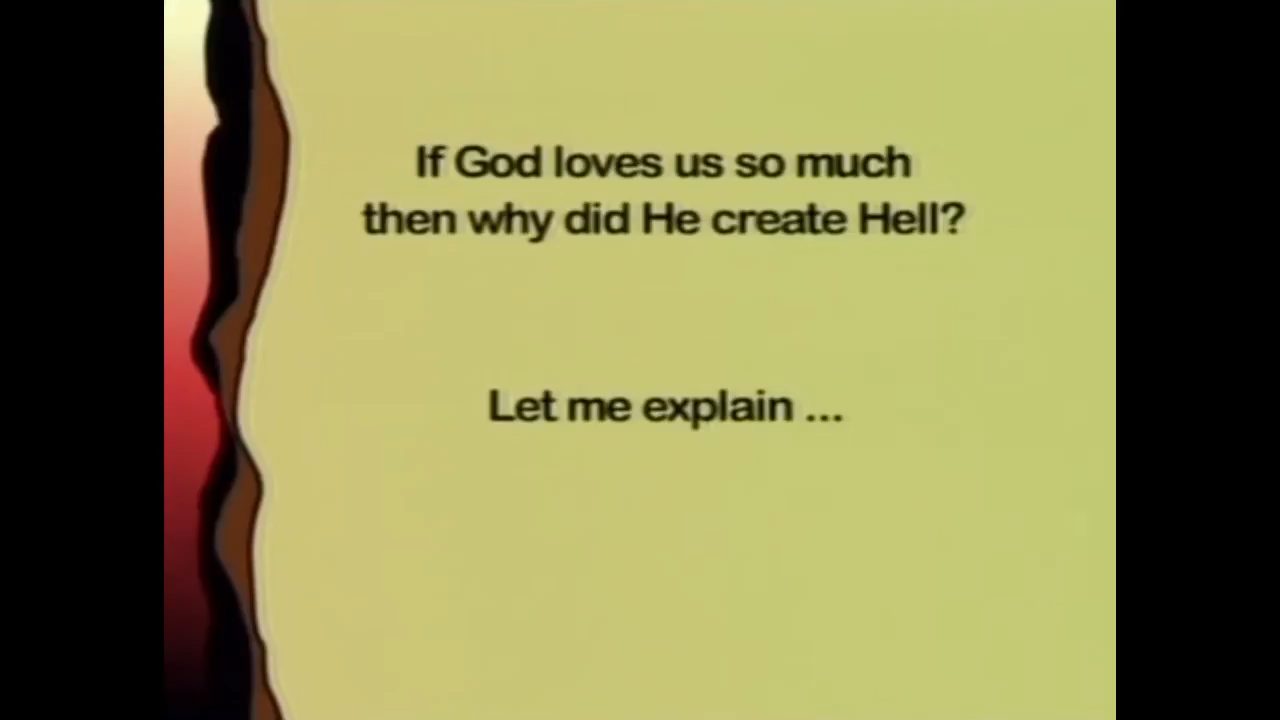 If God loves us so much
then why did He create Hell?
Let me explain ...